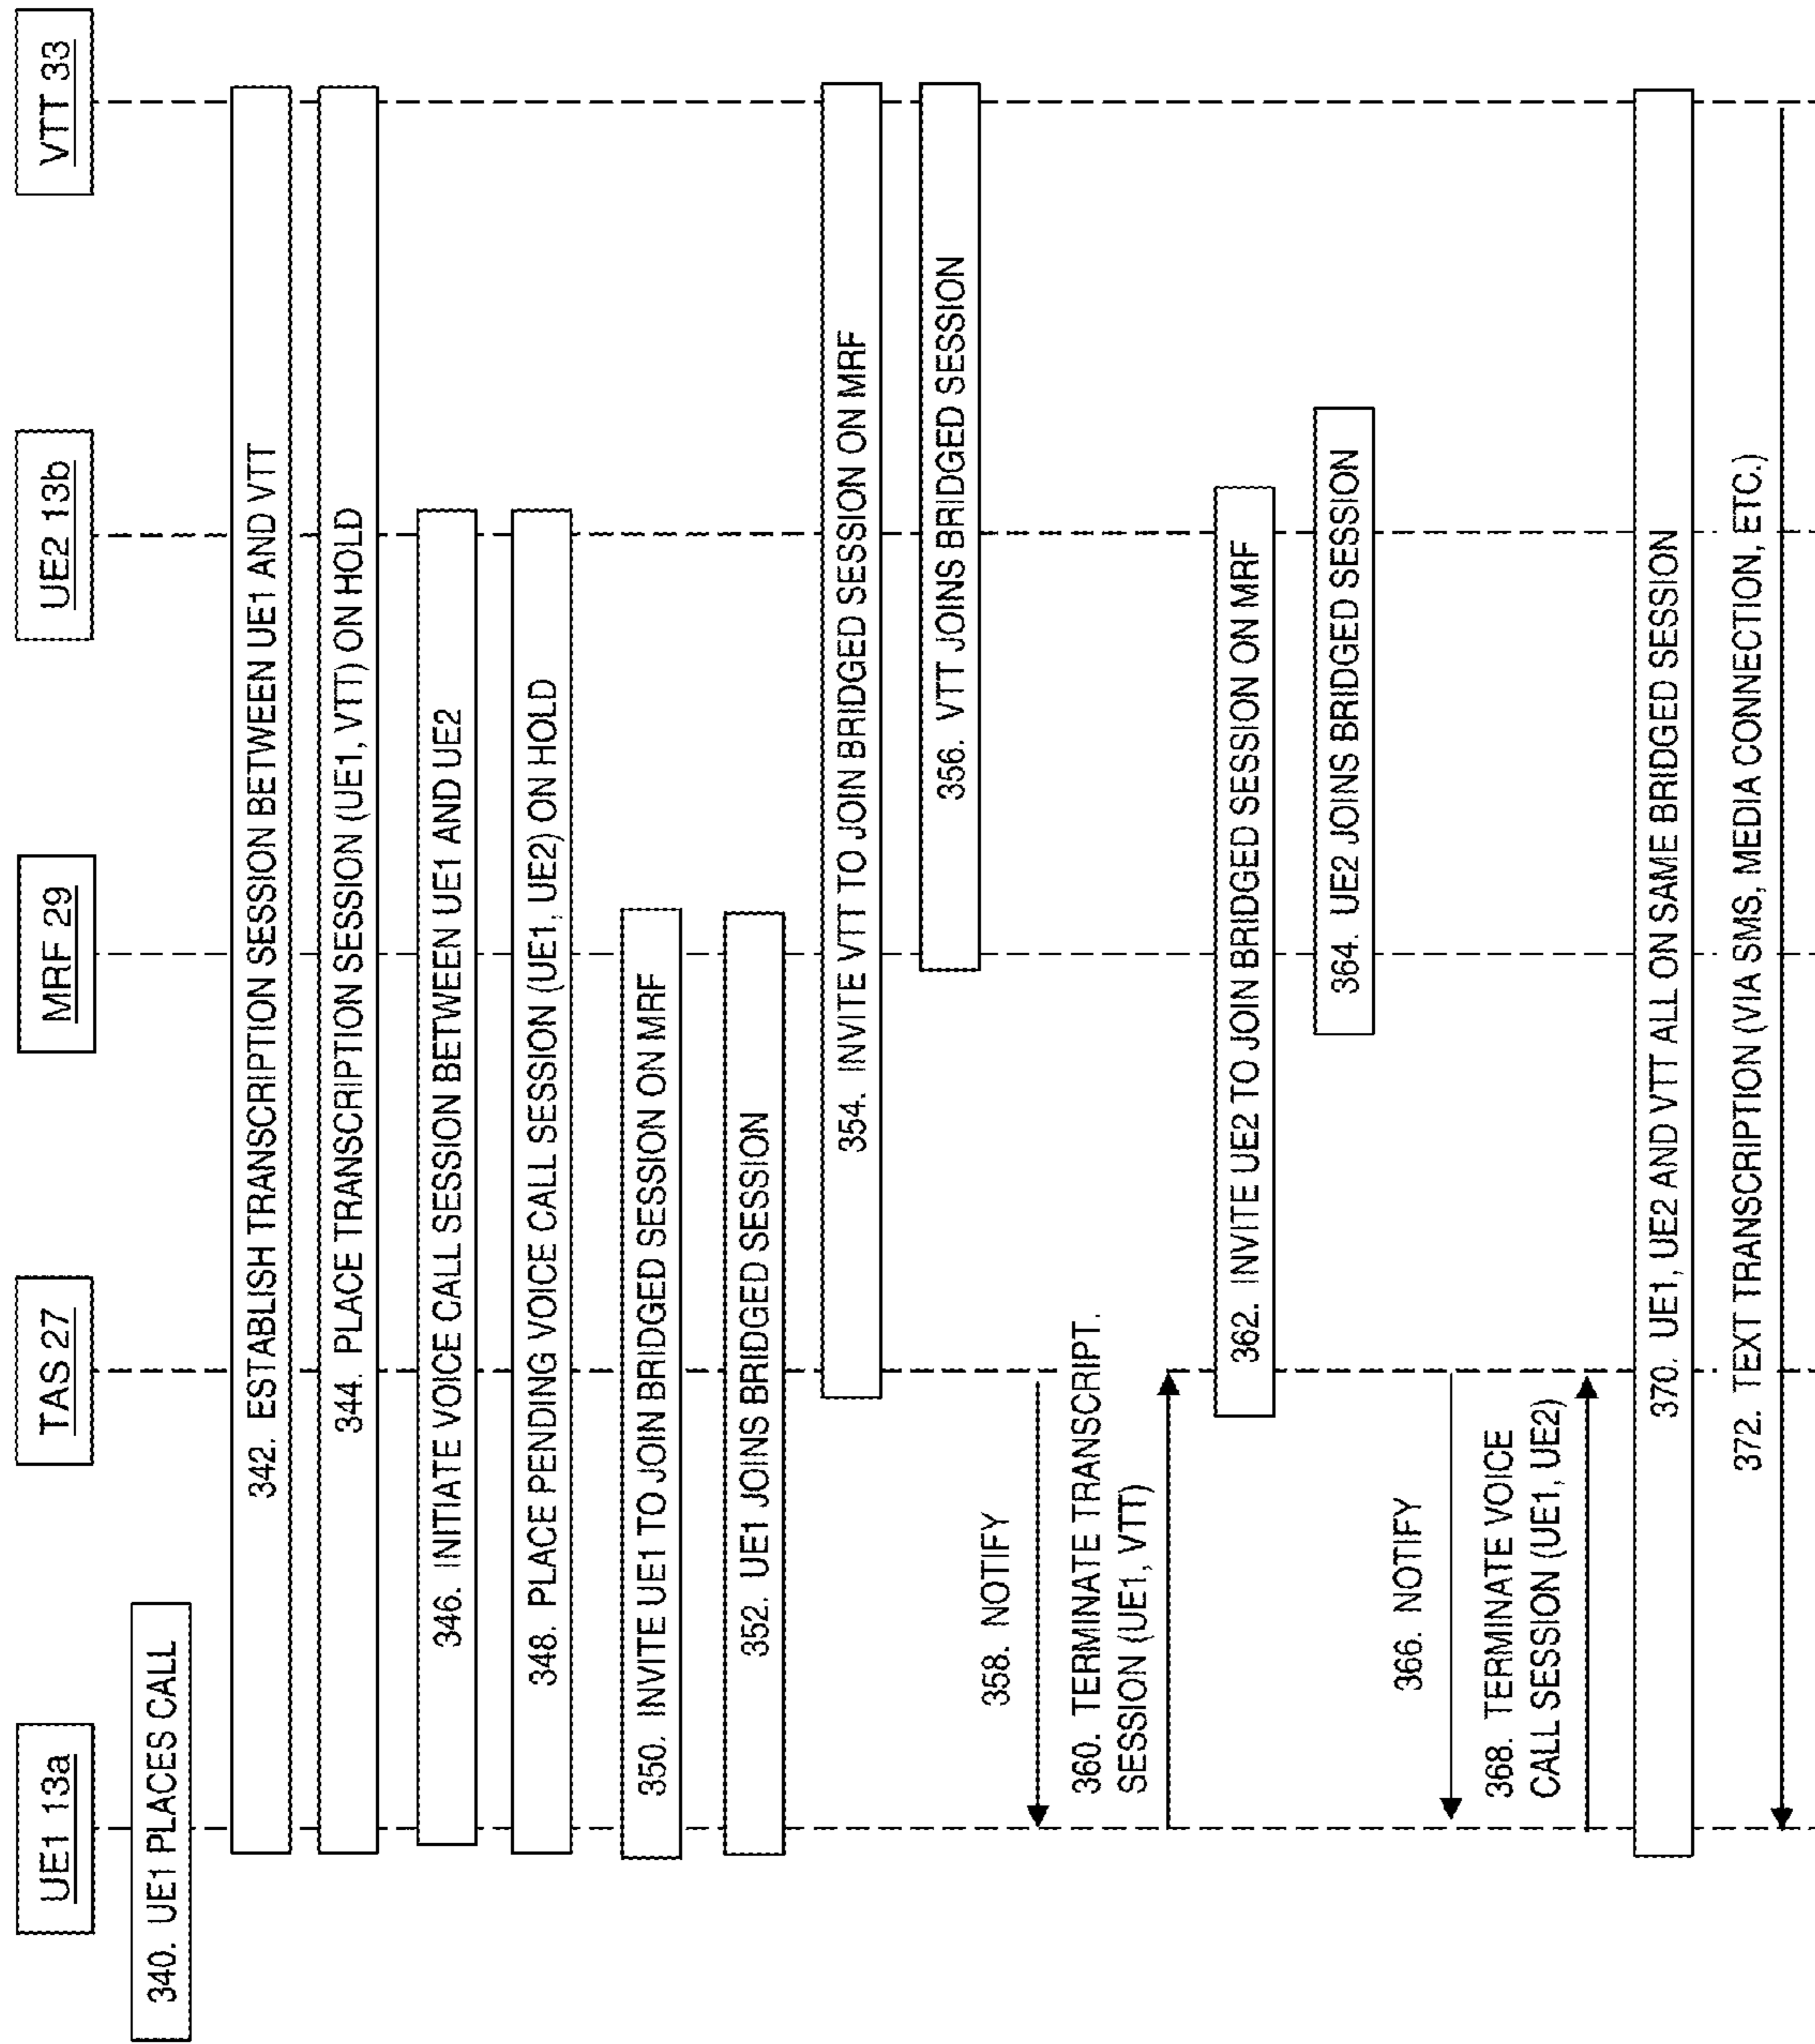 UE1 13a
TAS 27
MRF 29
UE2 13b
VTT 33
340. UE1 PLACES CALL
342. ESTABLISH TRANSCRIPTION SESSION BETWEEN UE1 AND VTT
344. PLACE TRANSCRIPTION SESSION (UE1, VTT) ON HOLD
346. INITIATE VOICE CALL SESSION BETWEEN UE1 AND UE2
348. PLACE PENDING VOICE CALL SESSION (UE1, UE2) ON HOLD
350. INVITE UE1 TO JOIN BRIDGED SESSION ON MRF
352. UE1 JOINS BRIDGED SESSION
354. INVITE VTT TO JOIN BRIDGED SESSION ON MRF
356. VTT JOINS BRIDGED SESSION
358. NOTIFY
360. TERMINATE TRANSCRIPT.
SESSION (UE1, VTT)
362. INVITE UE2 TO JOIN BRIDGED SESSION ON MRF
364. UE2 JOINS BRIDGED SESSION
366. NOTIFY
368. TERMINATE VOICE
CALL SESSION (UE1, UE2)
370. UE1, UE2 AND VTT ALL ON SAME BRIDGED SESSION
372. TEXT TRANSCRIPTION (VIA SMS, MEDIA CONNECTION, ETC.)